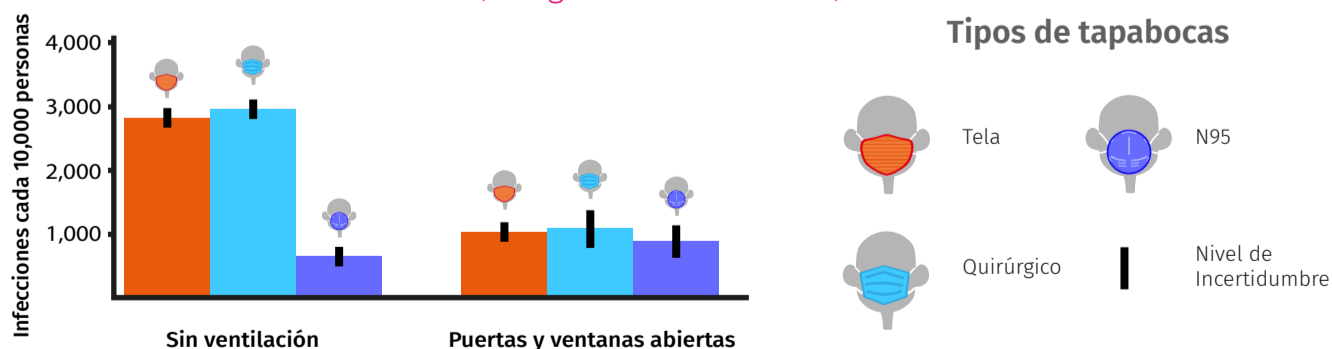 Infecciones cada 10,000 personas
4,000
3,000
2,000
1,000
Sin ventilación
Puertas y ventanas abiertas
Tipos de tapabocas
Tela
N95
Quirúrgico
Nivel de
Incertidumbre